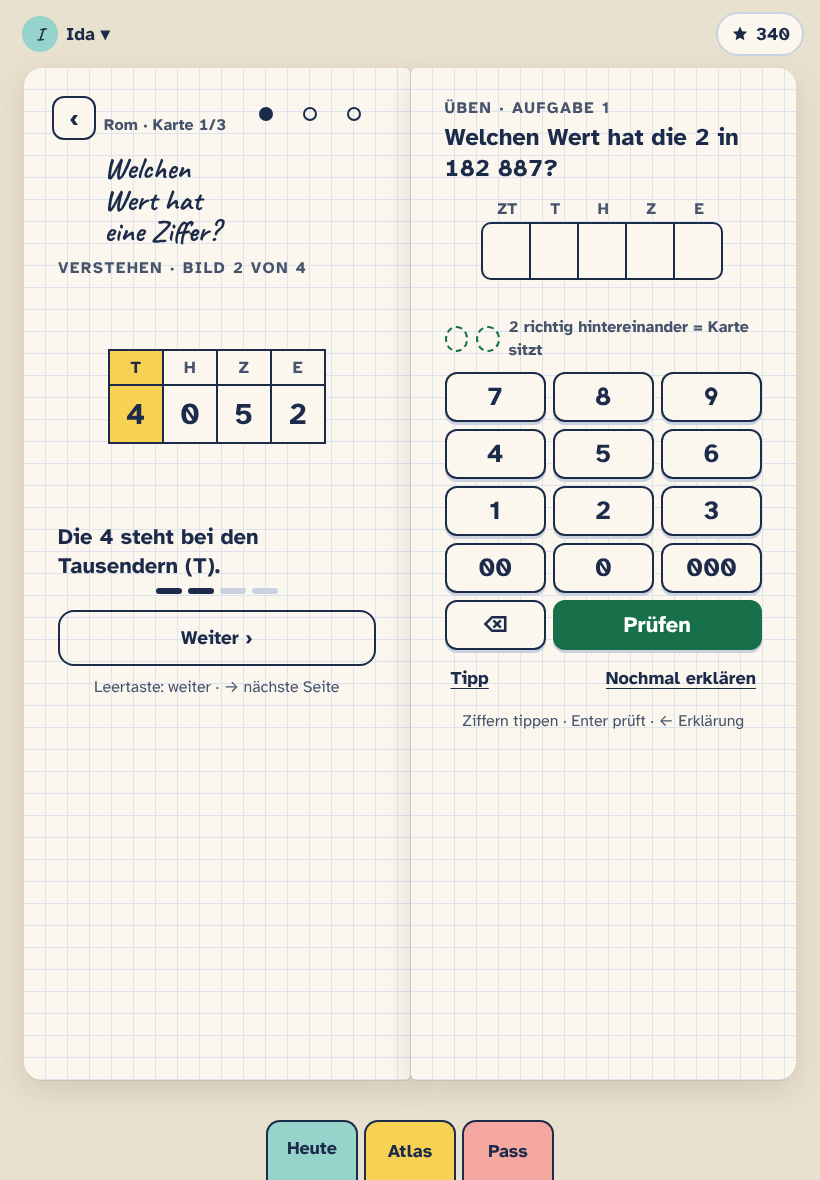 I Ida ▾
★ 340
‹ Rom · Karte 1/3
Welchen
Wert hat
eine Ziffer?
VERSTEHEN · BILD 2 VON 4
T H Z E
4 0 5 2
Die 4 steht bei den
Tausendern (T).
Weiter ›
Leertaste: weiter · → nächste Seite
ÜBEN · AUFGABE 1
Welchen Wert hat die 2 in
182 887?
ZT T H Z E
2 richtig hintereinander = Karte
sitzt
7 8 9
4 5 6
1 2 3
00 0 000
⌫ Prüfen
Tipp Nochmal erklären
Ziffern tippen · Enter prüft · ← Erklärung
Heute Atlas Pass